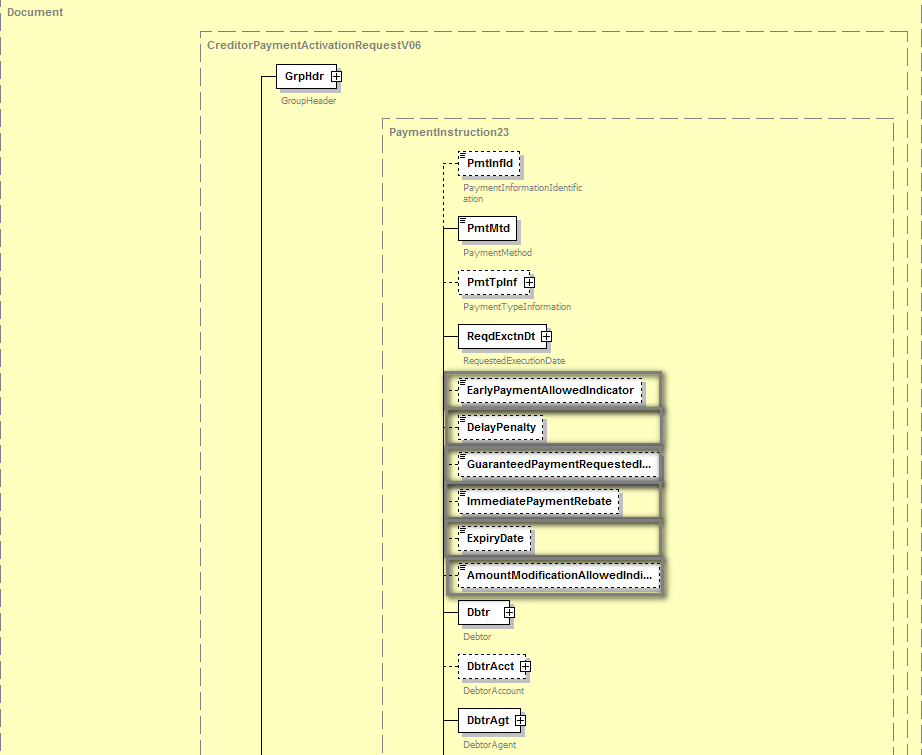 Document
CreditorPaymentActivationRequestV06
GrpHdr
GroupHeader
PaymentInstruction23
PmtInfId
PaymentInformationIdentific
ation
PmtMtd
PaymentMethod
PmtTpInf
PaymentTypeInformation
ReqdExctnDt
RequestedExecutionDate
EarlyPaymentAllowedIndicator
DelayPenalty
GuaranteedPaymentRequestedI...
ImmediatePaymentRebate
ExpiryDate
AmountModificationAllowedIndi...
Dbtr
Debtor
DbtrAcct
DebtorAccount
DbtrAgt
DebtorAgent